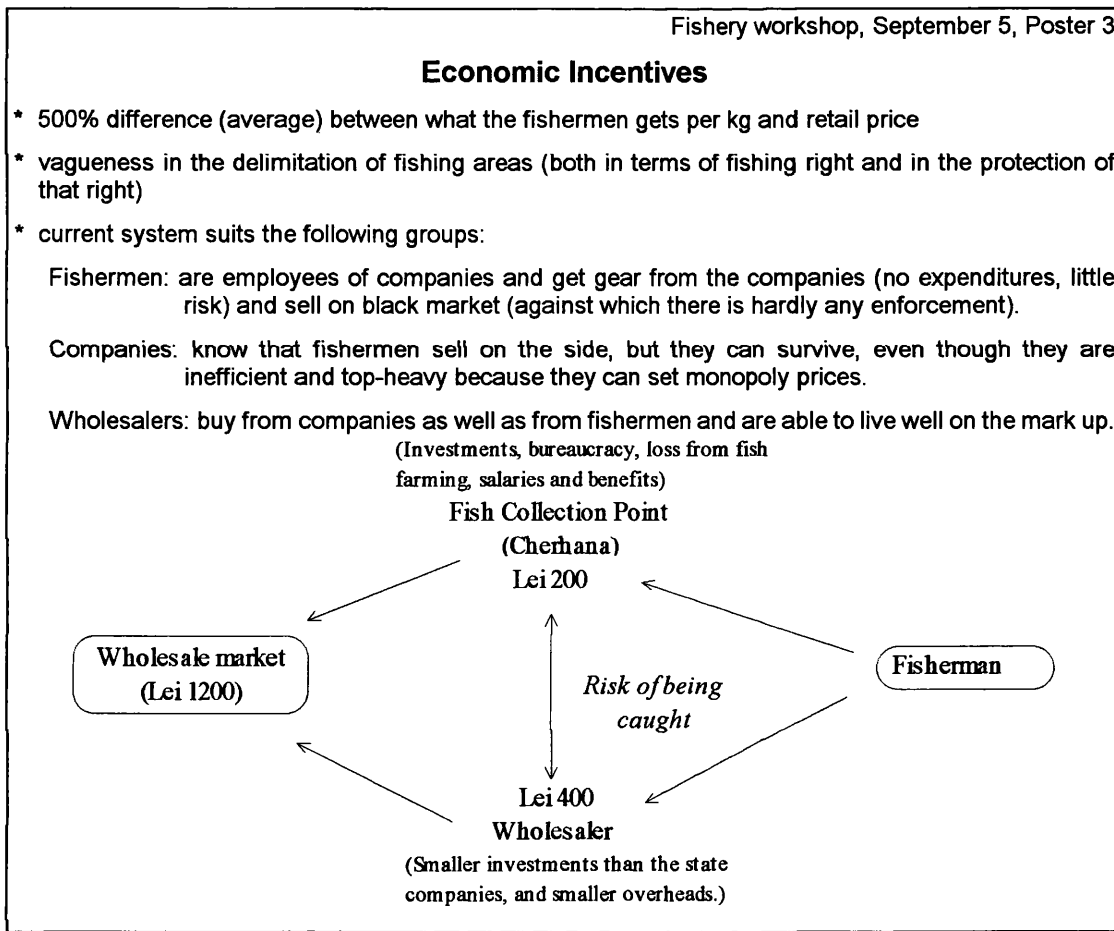 Fishery workshop, September 5, Poster 3
Economic Incentives
* 500% difference (average) between what the fishermen gets per kg and retail price
* vagueness in the delimitation of fishing areas (both in terms of fishing right and in the protection of
that right)
* current system suits the following groups:
Fishermen: are employees of companies and get gear from the companies (no expenditures, little
risk) and sell on black market (against which there is hardly any enforcement).
Companies: know that fishermen sell on the side, but they can survive, even though they are
inefficient and top-heavy because they can set monopoly prices.
Wholesalers: buy from companies as well as from fishermen and are able to live well on the mark up.
(Investments, bureaucracy, loss from fish
farming, salaries and benefits)
Fish Collection Point
(Cherhana)
Lei 200
Wholesale market
(Lei 1200)
Risk of being
caught
Fisherman
Lei 400
Wholesaler
(Smaller investments than the state
companies, and smaller overheads.)